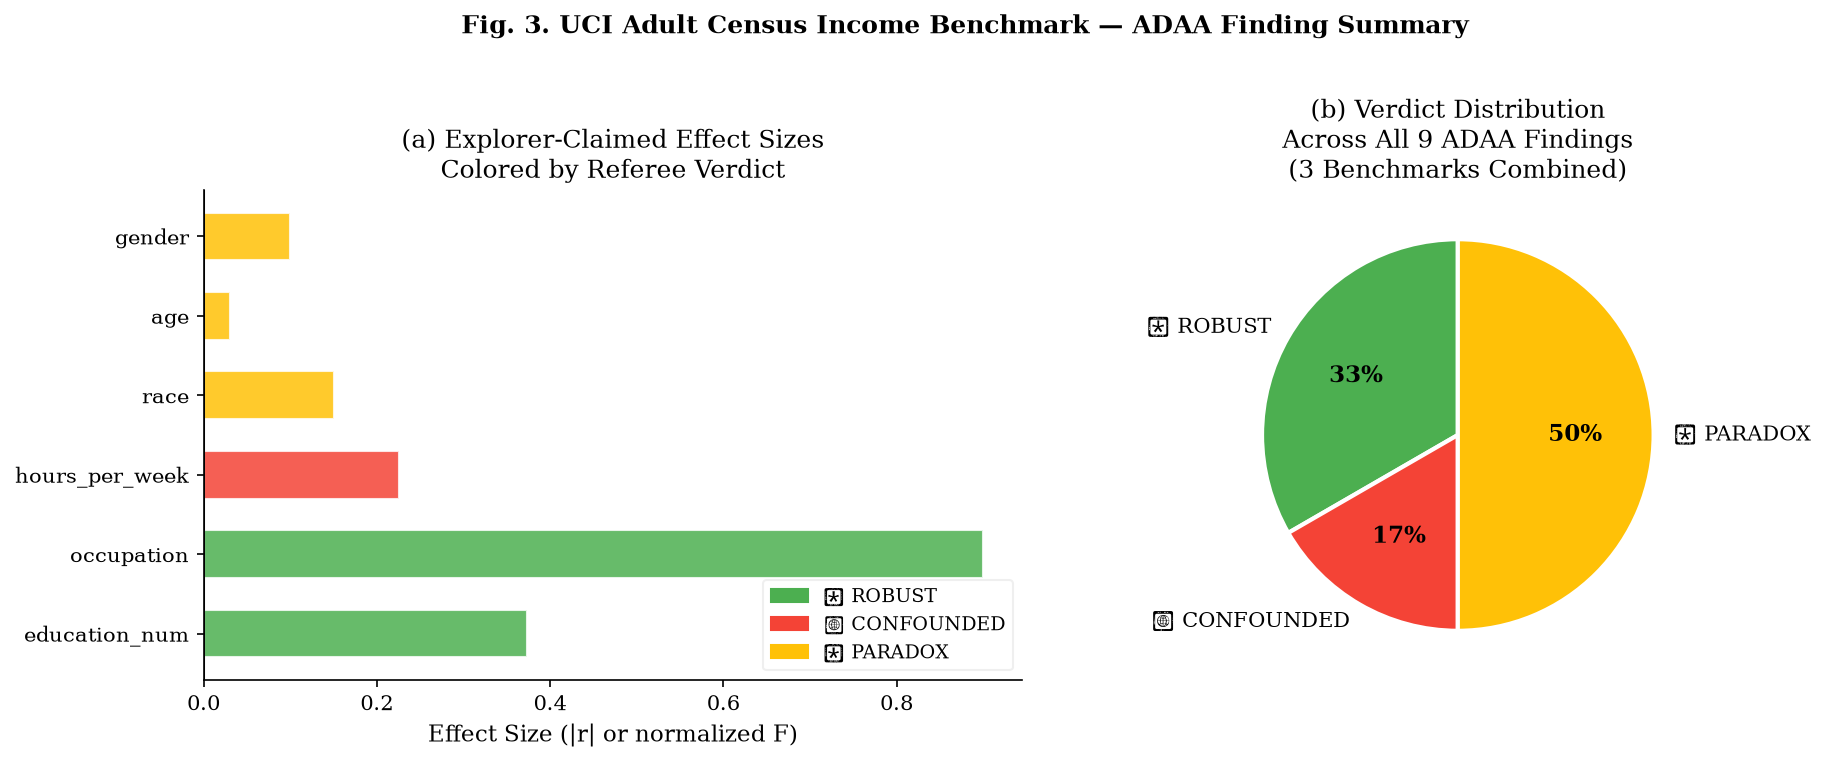 Fig. 3. UCI Adult Census Income Benchmark — ADAA Finding Summary
(a) Explorer-Claimed Effect Sizes
Colored by Referee Verdict
gender
age
race
hours_per_week
occupation
education_num
0.0 0.2 0.4 0.6 0.8
Effect Size (|r| or normalized F)
ROBUST
CONFOUNDED
PARADOX
(b) Verdict Distribution
Across All 9 ADAA Findings
(3 Benchmarks Combined)
ROBUST
33%
50%
PARADOX
17%
CONFOUNDED